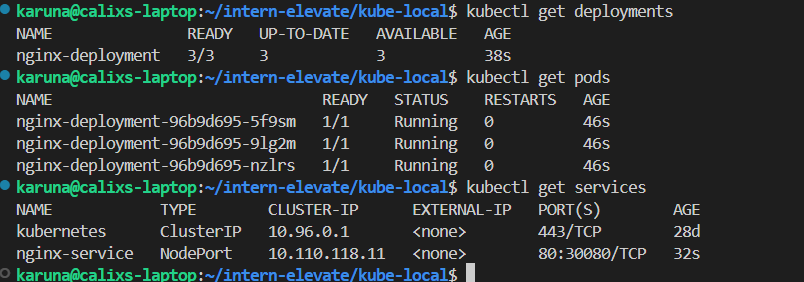 karuna@calixs-laptop:~/intern-elevate/kube-local$ kubectl get deployments
NAME READY UP-TO-DATE AVAILABLE AGE
nginx-deployment 3/3 3 3 38s
karuna@calixs-laptop:~/intern-elevate/kube-local$ kubectl get pods
NAME READY STATUS RESTARTS AGE
nginx-deployment-96b9d695-5f9sm 1/1 Running 0 46s
nginx-deployment-96b9d695-9lg2m 1/1 Running 0 46s
nginx-deployment-96b9d695-nzlrs 1/1 Running 0 46s
karuna@calixs-laptop:~/intern-elevate/kube-local$ kubectl get services
NAME TYPE CLUSTER-IP EXTERNAL-IP PORT(S) AGE
kubernetes ClusterIP 10.96.0.1 <none> 443/TCP 28d
nginx-service NodePort 10.110.118.11 <none> 80:30080/TCP 32s
karuna@calixs-laptop:~/intern-elevate/kube-local$